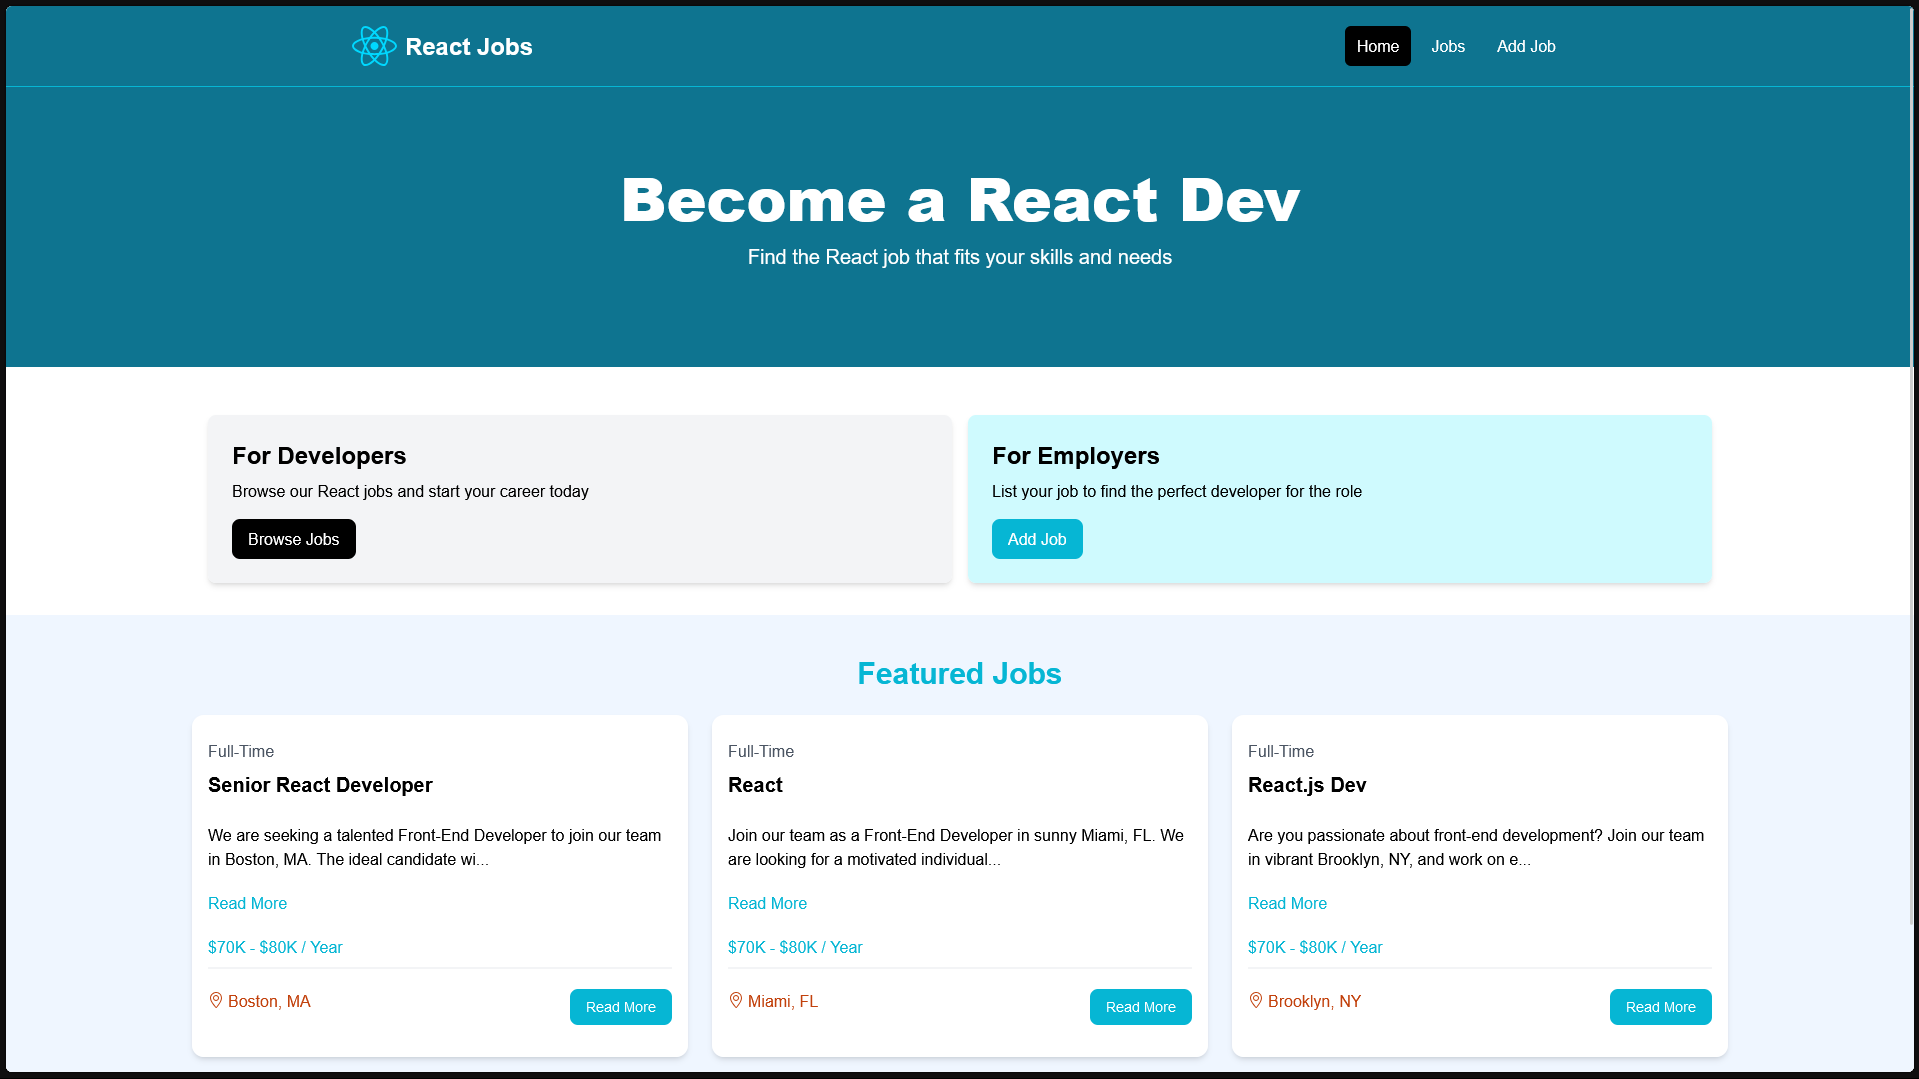 React Jobs
Home
Jobs
Add Job
Become a React Dev
Find the React job that fits your skills and needs
For Developers
Browse our React jobs and start your career today
Browse Jobs
For Employers
List your job to find the perfect developer for the role
Add Job
Featured Jobs
Full-Time
Senior React Developer
We are seeking a talented Front-End Developer to join our team
in Boston, MA. The ideal candidate wi...
Read More
$70K - $80K / Year
Boston, MA
Read More
Full-Time
React
Join our team as a Front-End Developer in sunny Miami, FL. We
are looking for a motivated individual...
Read More
$70K - $80K / Year
Miami, FL
Read More
Full-Time
React.js Dev
Are you passionate about front-end development? Join our team
in vibrant Brooklyn, NY, and work on e...
Read More
$70K - $80K / Year
Brooklyn, NY
Read More